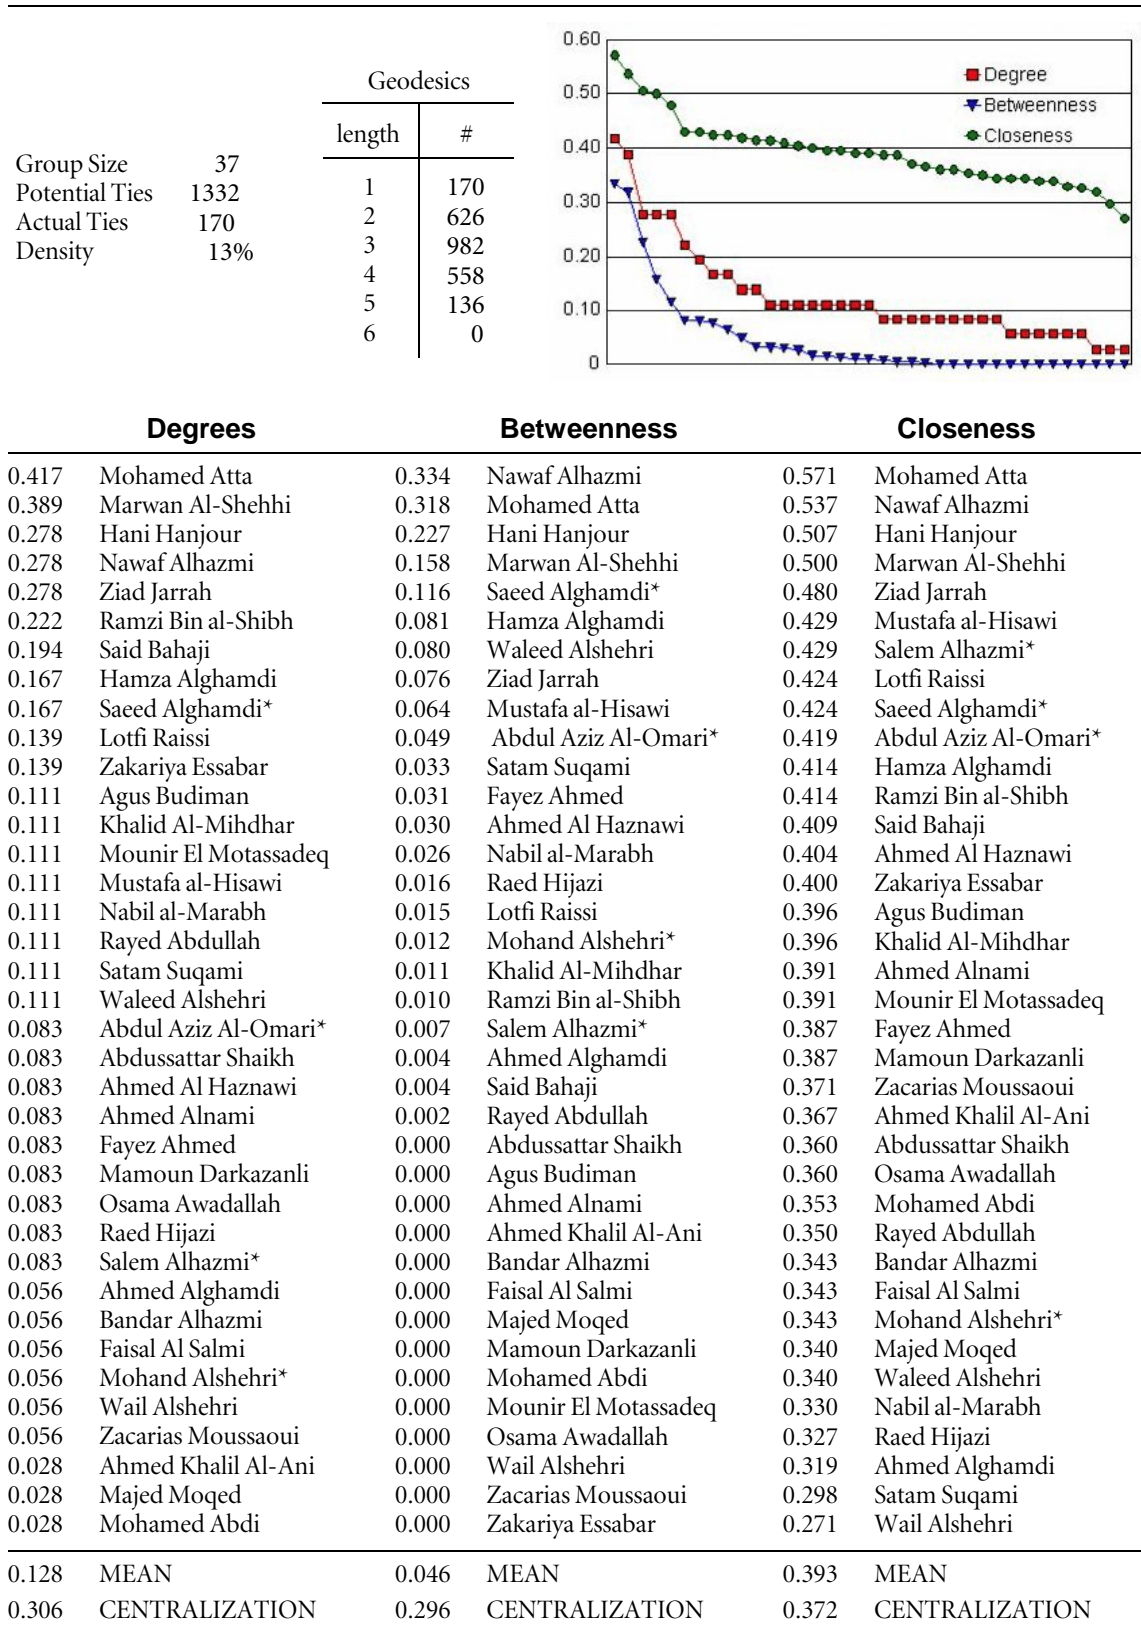 Group Size 37
Potential Ties 1332
Actual Ties 170
Density 13%
Geodesics
length #
1 170
2 626
3 982
4 558
5 136
6 0
0.60
0.50
0.40
0.30
0.20
0.10
0
Degree
Betweenness
Closeness
Degrees Betweenness Closeness
0.417 Mohamed Atta 0.334 Nawaf Alhazmi 0.571 Mohamed Atta
0.389 Marwan Al-Shehhi 0.318 Mohamed Atta 0.537 Nawaf Alhazmi
0.278 Hani Hanjour 0.227 Hani Hanjour 0.507 Hani Hanjour
0.278 Nawaf Alhazmi 0.158 Marwan Al-Shehhi 0.500 Marwan Al-Shehhi
0.278 Ziad Jarrah 0.116 Saeed Alghamdi* 0.480 Ziad Jarrah
0.222 Ramzi Bin al-Shibh 0.081 Hamza Alghamdi 0.429 Mustafa al-Hisawi
0.194 Said Bahaji 0.080 Waleed Alshehri 0.429 Salem Alhazmi*
0.167 Hamza Alghamdi 0.076 Ziad Jarrah 0.424 Lotfi Raissi
0.167 Saeed Alghamdi* 0.064 Mustafa al-Hisawi 0.424 Saeed Alghamdi*
0.139 Lotfi Raissi 0.049 Abdul Aziz Al-Omari* 0.419 Abdul Aziz Al-Omari*
0.139 Zakariya Essabar 0.033 Satam Suqami 0.414 Hamza Alghamdi
0.111 Agus Budiman 0.031 Fayez Ahmed 0.414 Ramzi Bin al-Shibh
0.111 Khalid Al-Mihdhar 0.030 Ahmed Al Haznawi 0.409 Said Bahaji
0.111 Mounir El Motassadeq 0.026 Nabil al-Marabh 0.404 Ahmed Al Haznawi
0.111 Mustafa al-Hisawi 0.016 Raed Hijazi 0.400 Zakariya Essabar
0.111 Nabil al-Marabh 0.015 Lotfi Raissi 0.396 Agus Budiman
0.111 Rayed Abdullah 0.012 Mohand Alshehri* 0.396 Khalid Al-Mihdhar
0.111 Satam Suqami 0.011 Khalid Al-Mihdhar 0.391 Ahmed Alnami
0.111 Waleed Alshehri 0.010 Ramzi Bin al-Shibh 0.391 Mounir El Motassadeq
0.083 Abdul Aziz Al-Omari* 0.007 Salem Alhazmi* 0.387 Fayez Ahmed
0.083 Abdussattar Shaikh 0.004 Ahmed Alghamdi 0.387 Mamoun Darkazanli
0.083 Ahmed Al Haznawi 0.004 Said Bahaji 0.371 Zacarias Moussaoui
0.083 Ahmed Alnami 0.002 Rayed Abdullah 0.367 Ahmed Khalil Al-Ani
0.083 Fayez Ahmed 0.000 Abdussattar Shaikh 0.360 Abdussattar Shaikh
0.083 Mamoun Darkazanli 0.000 Agus Budiman 0.360 Osama Awadallah
0.083 Osama Awadallah 0.000 Ahmed Alnami 0.353 Mohamed Abdi
0.083 Raed Hijazi 0.000 Ahmed Khalil Al-Ani 0.350 Rayed Abdullah
0.083 Salem Alhazmi* 0.000 Bandar Alhazmi 0.343 Bandar Alhazmi
0.056 Ahmed Alghamdi 0.000 Faisal Al Salmi 0.343 Faisal Al Salmi
0.056 Bandar Alhazmi 0.000 Majed Moqed 0.343 Mohand Alshehri*
0.056 Faisal Al Salmi 0.000 Mamoun Darkazanli 0.340 Majed Moqed
0.056 Mohand Alshehri* 0.000 Mohamed Abdi 0.340 Waleed Alshehri
0.056 Wail Alshehri 0.000 Mounir El Motassadeq 0.330 Nabil al-Marabh
0.056 Zacarias Moussaoui 0.000 Osama Awadallah 0.327 Raed Hijazi
0.028 Ahmed Khalil Al-Ani 0.000 Wail Alshehri 0.319 Ahmed Alghamdi
0.028 Majed Moqed 0.000 Zacarias Moussaoui 0.298 Satam Suqami
0.028 Mohamed Abdi 0.000 Zakariya Essabar 0.271 Wail Alshehri
0.128 MEAN 0.046 MEAN 0.393 MEAN
0.306 CENTRALIZATION 0.296 CENTRALIZATION 0.372 CENTRALIZATION